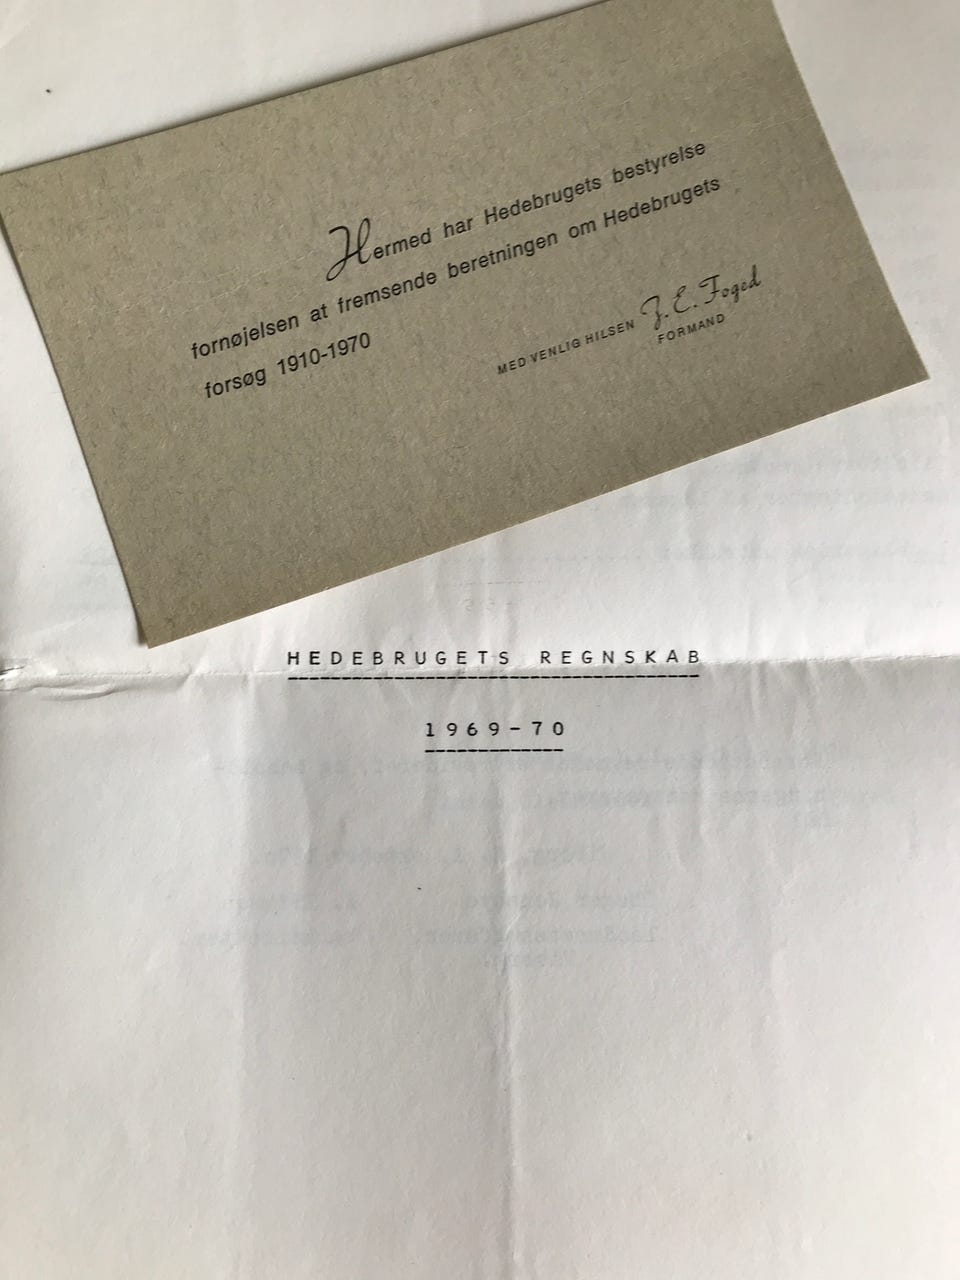 Hermed har Hedebrugets bestyrelse
fornøjelsen at fremsende beretningen om Hedebrugets
forsøg 1910-1970
MED VENLIG HILSEN J. E. Foged
FORMAND
HEDEBRUGETS REGNSKAB
1969-70